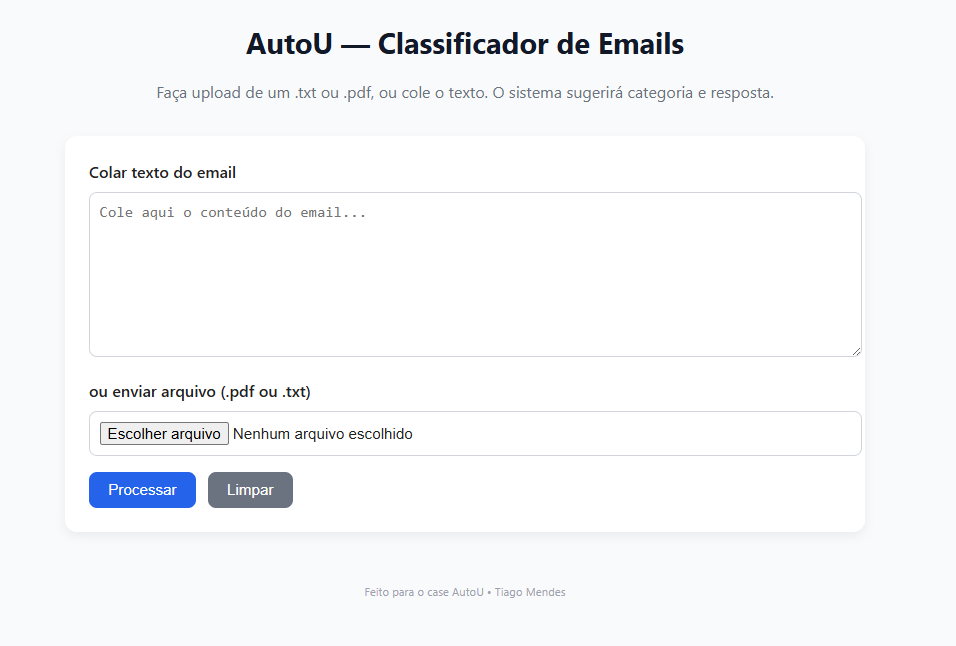 AutoU — Classificador de Emails
Faça upload de um .txt ou .pdf, ou cole o texto. O sistema sugerirá categoria e resposta.
Colar texto do email
Cole aqui o conteúdo do email...
ou enviar arquivo (.pdf ou .txt)
Escolher arquivo Nenhum arquivo escolhido
Processar Limpar
Feito para o case AutoU • Tiago Mendes